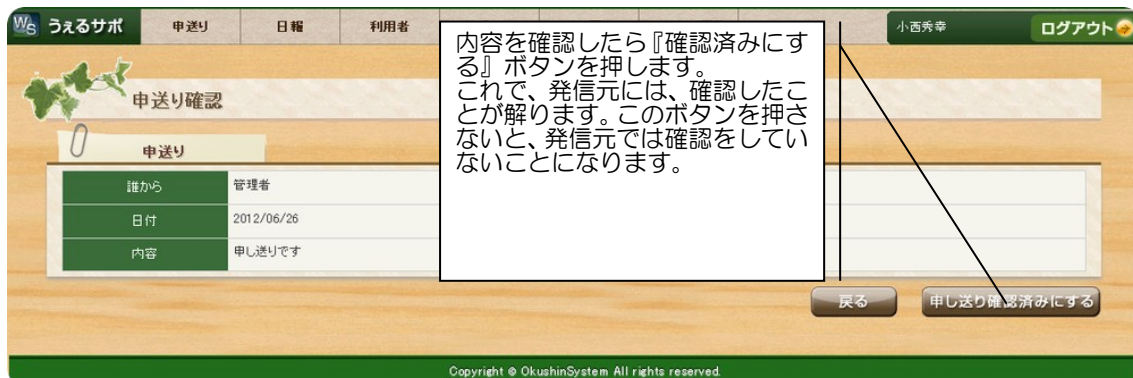 WS うえるサポ 申送り 日報 利用者 小西秀幸 ログアウト
内容を確認したら『確認済みにす
る』ボタンを押します。
これで、発信元には、確認したこ
とが解ります。このボタンを押さ
ないと、発信元では確認をしてい
ないことになります。
申送り確認
申送り
誰から 管理者
日付 2012/06/26
内容 申し送りです
戻る 申し送り確認済みにする
Copyright © OkushinSystem All rights reserved.